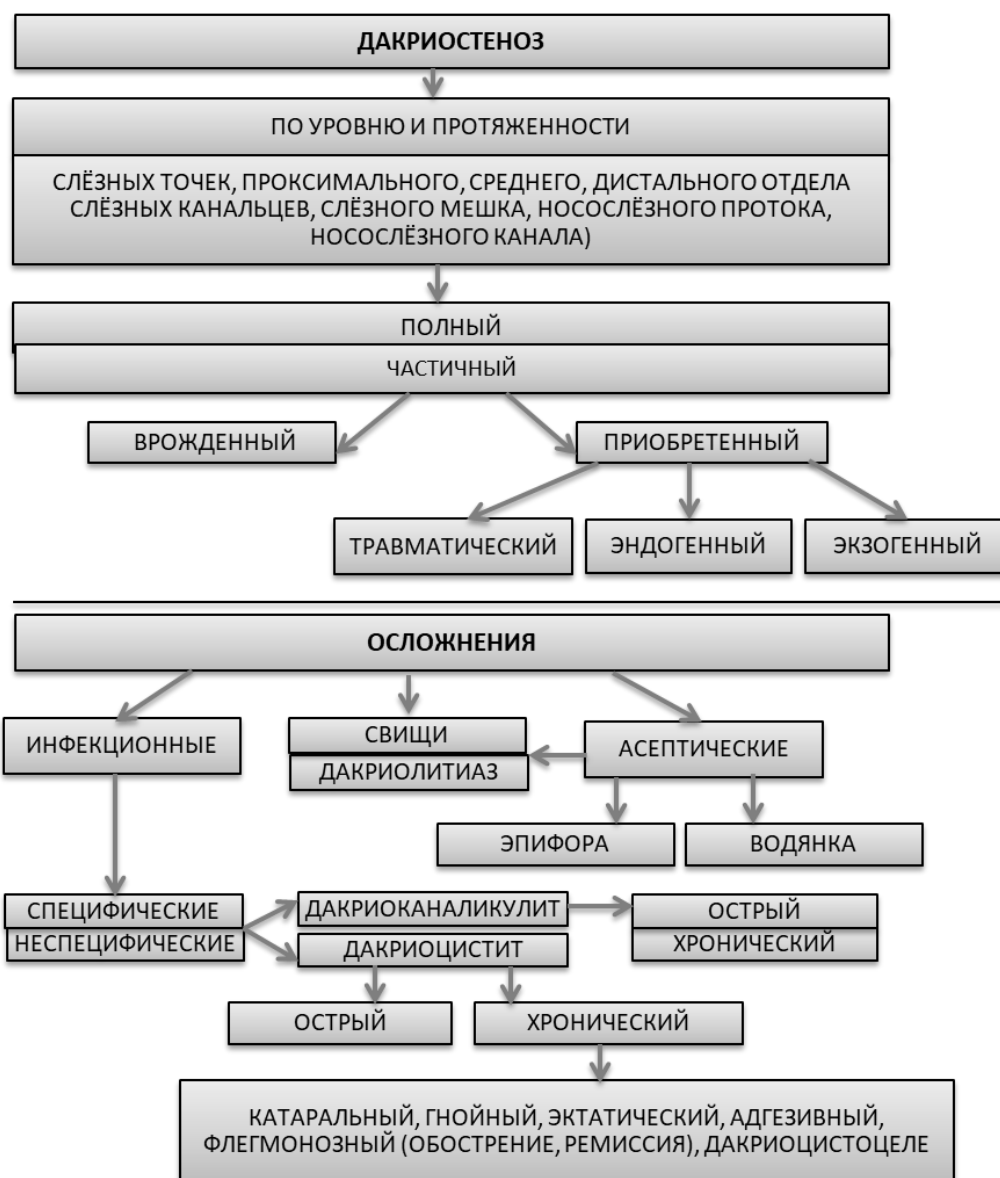 ДАКРИОСТЕНОЗ
ПО УРОВНЮ И ПРОТЯЖЕННОСТИ
СЛЁЗНЫХ ТОЧЕК, ПРОКСИМАЛЬНОГО, СРЕДНЕГО, ДИСТАЛЬНОГО ОТДЕЛА
СЛЁЗНЫХ КАНАЛЬЦЕВ, СЛЁЗНОГО МЕШКА, НОСОСЛЁЗНОГО ПРОТОКА,
НОСОСЛЁЗНОГО КАНАЛА)
ПОЛНЫЙ
ЧАСТИЧНЫЙ
ВРОЖДЕННЫЙ
ПРИОБРЕТЕННЫЙ
ТРАВМАТИЧЕСКИЙ
ЭНДОГЕННЫЙ
ЭКЗОГЕННЫЙ
ОСЛОЖНЕНИЯ
ИНФЕКЦИОННЫЕ
СВИЩИ
ДАКРИОЛИТИАЗ
АСЕПТИЧЕСКИЕ
ЭПИФОРА
ВОДЯНКА
СПЕЦИФИЧЕСКИЕ
НЕСПЕЦИФИЧЕСКИЕ
ДАКРИОКАНАЛИКУЛИТ
ДАКРИОЦИСТИТ
ОСТРЫЙ
ХРОНИЧЕСКИЙ
ОСТРЫЙ
ХРОНИЧЕСКИЙ
КАТАРАЛЬНЫЙ, ГНОЙНЫЙ, ЭКТАТИЧЕСКИЙ, АДГЕЗИВНЫЙ,
ФЛЕГМОНОЗНЫЙ (ОБОСТРЕНИЕ, РЕМИССИЯ), ДАКРИОЦИСТОЦЕЛЕ